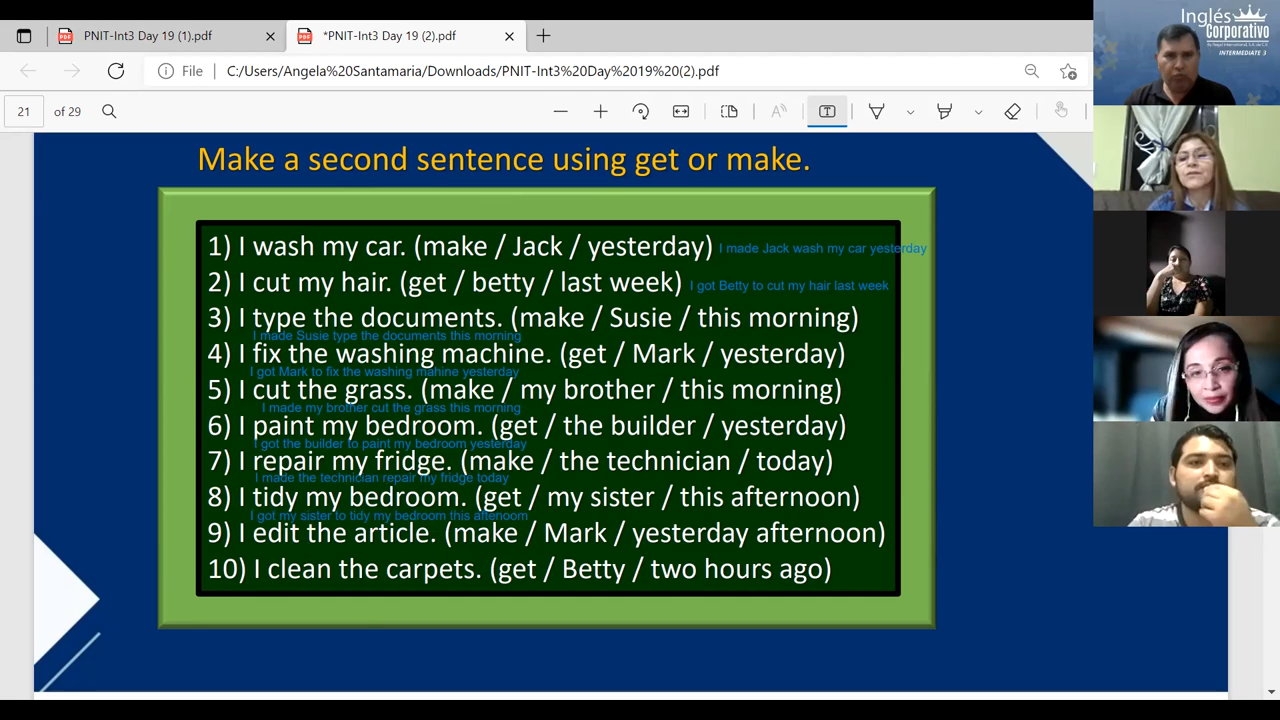 PNIT-Int3 Day 19 (1).pdf
*PNIT-Int3 Day 19 (2).pdf
File C:/Users/Angela%20Santamaria/Downloads/PNIT-Int3%20Day%2019%20(2).pdf
21 of 29
Make a second sentence using get or make.
1) I wash my car. (make / Jack / yesterday) I made Jack wash my car yesterday
2) I cut my hair. (get / betty / last week) I got Betty to cut my hair last week
3) I type the documents. (make / Susie / this morning)
I made Susie type the documents this morning
4) I fix the washing machine. (get / Mark / yesterday)
I got Mark to fix the washing mahine yesterday
5) I cut the grass. (make / my brother / this morning)
I made my brother cut the grass this morning
6) I paint my bedroom. (get / the builder / yesterday)
I got the builder to paint my bedroom yesterday
7) I repair my fridge. (make / the technician / today)
I made the technician repair my fridge today
8) I tidy my bedroom. (get / my sister / this afternoon)
I got my sister to tidy my bedroom this aftenoom
9) I edit the article. (make / Mark / yesterday afternoon)
10) I clean the carpets. (get / Betty / two hours ago)
Inglés
Corporativo
INTERMEDIATE 3